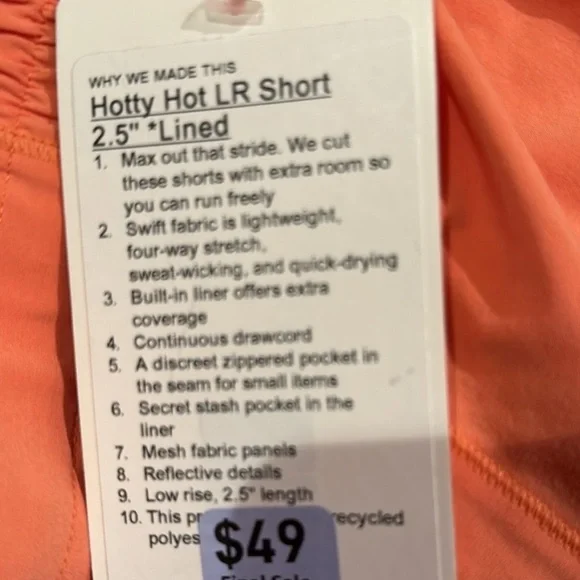 WHY WE MADE THIS
Hotty Hot LR Short
2.5" *Lined
1. Max out that stride. We cut
these shorts with extra room so
you can run freely
2. Swift fabric is lightweight,
four-way stretch,
sweat-wicking, and quick-drying
3. Built-in liner offers extra
coverage
4. Continuous drawcord
5. A discreet zippered pocket in
the seam for small items
6. Secret stash pocket in the
liner
7. Mesh fabric panels
8. Reflective details
9. Low rise, 2.5" length
10. This pr recycled
polyes
$49
Final Sale